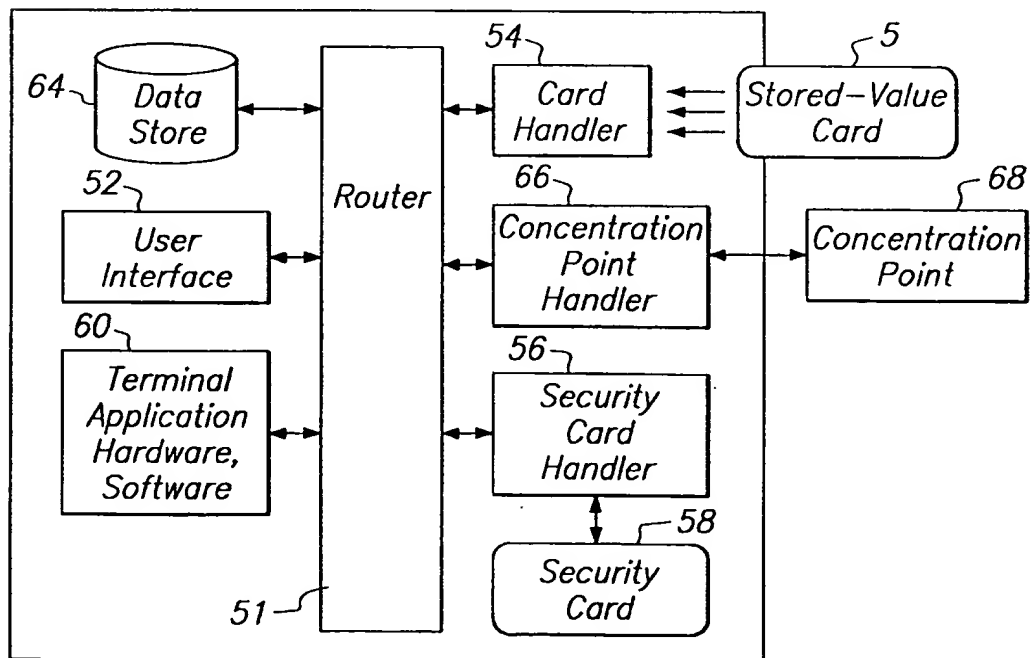 64
Data
Store
54
Card
Handler
5
Stored-Value
Card
52
User
Interface
Router
66
Concentration
Point
Handler
68
Concentration
Point
60
Terminal
Application
Hardware,
Software
56
Security
Card
Handler
51
58
Security
Card